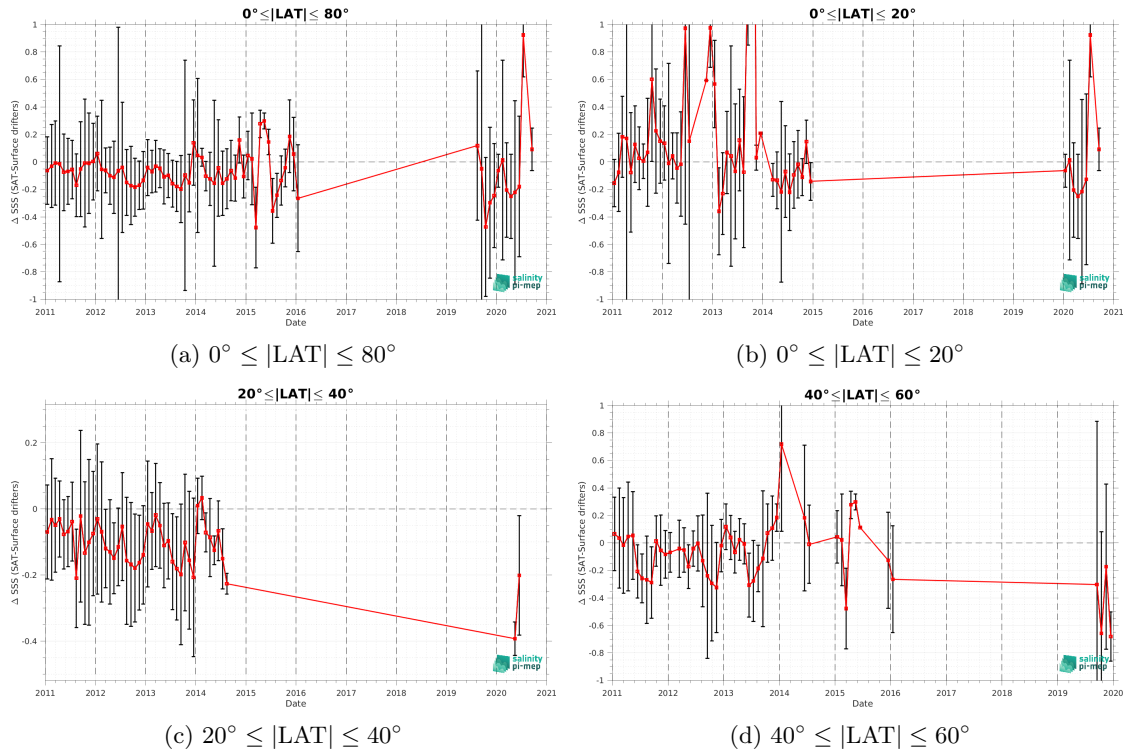 0°≤|LAT|≤ 80°
Δ SSS (SAT-Surface drifters)
1
0.8
0.6
0.4
0.2
0
-0.2
-0.4
-0.6
-0.8
-1
2011 2012 2013 2014 2015 2016 2017 2018 2019 2020 2021
Date
salinity
pi-mep
(a) 0° ≤ |LAT| ≤ 80°
0°≤|LAT|≤ 20°
Δ SSS (SAT-Surface drifters)
1
0.8
0.6
0.4
0.2
0
-0.2
-0.4
-0.6
-0.8
-1
2011 2012 2013 2014 2015 2016 2017 2018 2019 2020 2021
Date
salinity
pi-mep
(b) 0° ≤ |LAT| ≤ 20°
20°≤|LAT|≤ 40°
Δ SSS (SAT-Surface drifters)
0.2
0
-0.2
-0.4
2011 2012 2013 2014 2015 2016 2017 2018 2019 2020 2021
Date
salinity
pi-mep
(c) 20° ≤ |LAT| ≤ 40°
40°≤|LAT|≤ 60°
Δ SSS (SAT-Surface drifters)
1
0.8
0.6
0.4
0.2
0
-0.2
-0.4
-0.6
-0.8
-1
2011 2012 2013 2014 2015 2016 2017 2018 2019 2020
Date
salinity
pi-mep
(d) 40° ≤ |LAT| ≤ 60°